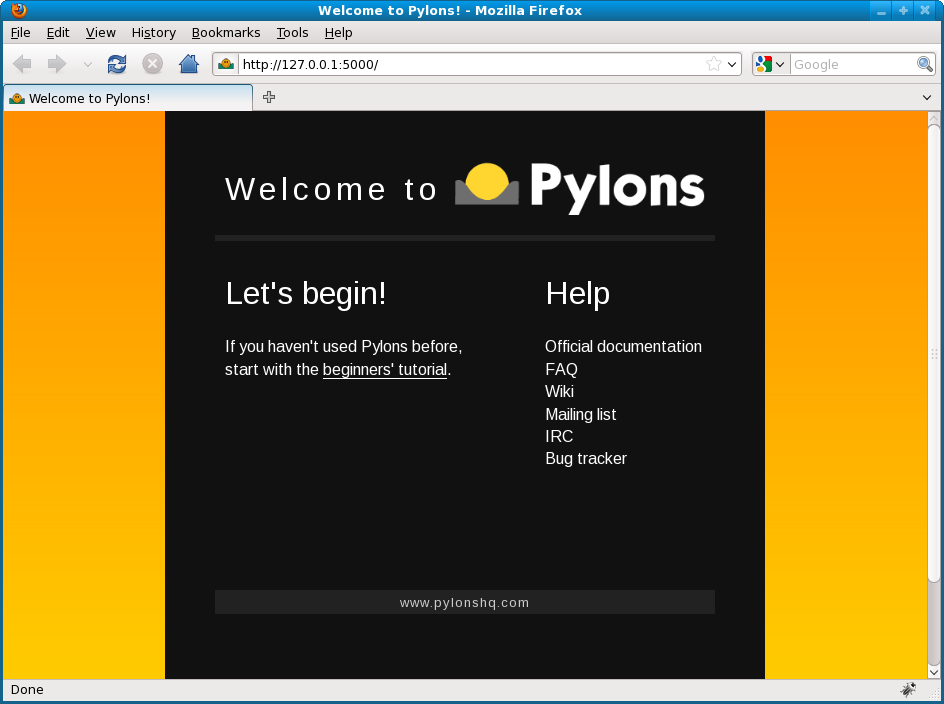 Welcome to Pylons! - Mozilla Firefox
File Edit View History Bookmarks Tools Help
http://127.0.0.1:5000/ Google
Welcome to Pylons!
Welcome to Pylons
Let's begin!
If you haven't used Pylons before,
start with the beginners' tutorial.
Help
Official documentation
FAQ
Wiki
Mailing list
IRC
Bug tracker
www.pylonshq.com
Done